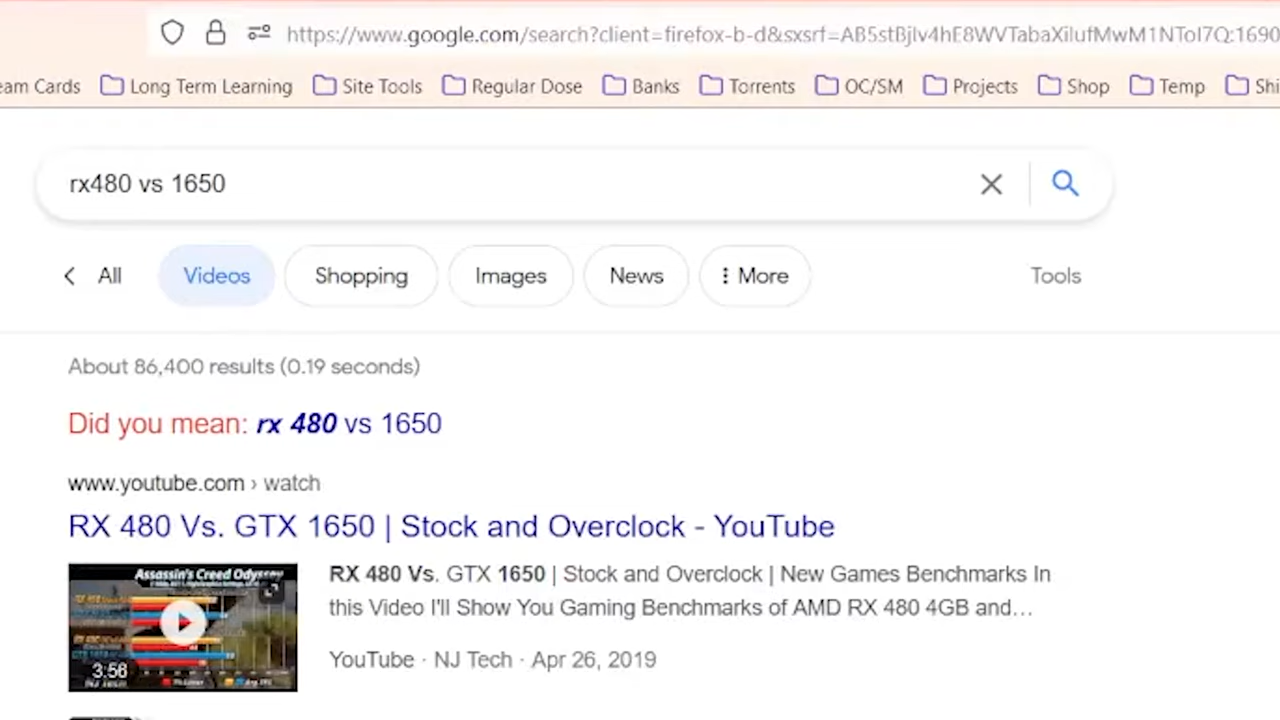 https://www.google.com/search?client=firefox-b-d&sxsrf=AB5stBjIv4hE8WVTabaXilufMwM1NToI7Q:1690
eam Cards Long Term Learning Site Tools Regular Dose Banks Torrents OC/SM Projects Shop Temp Shi
rx480 vs 1650
All Videos Shopping Images News More Tools
About 86,400 results (0.19 seconds)
Did you mean: rx 480 vs 1650
www.youtube.com › watch
RX 480 Vs. GTX 1650 | Stock and Overclock - YouTube
Assassin's Creed Odyssey
3:56
RX 480 Vs. GTX 1650 | Stock and Overclock | New Games Benchmarks In
this Video I'll Show You Gaming Benchmarks of AMD RX 480 4GB and...
YouTube · NJ Tech · Apr 26, 2019